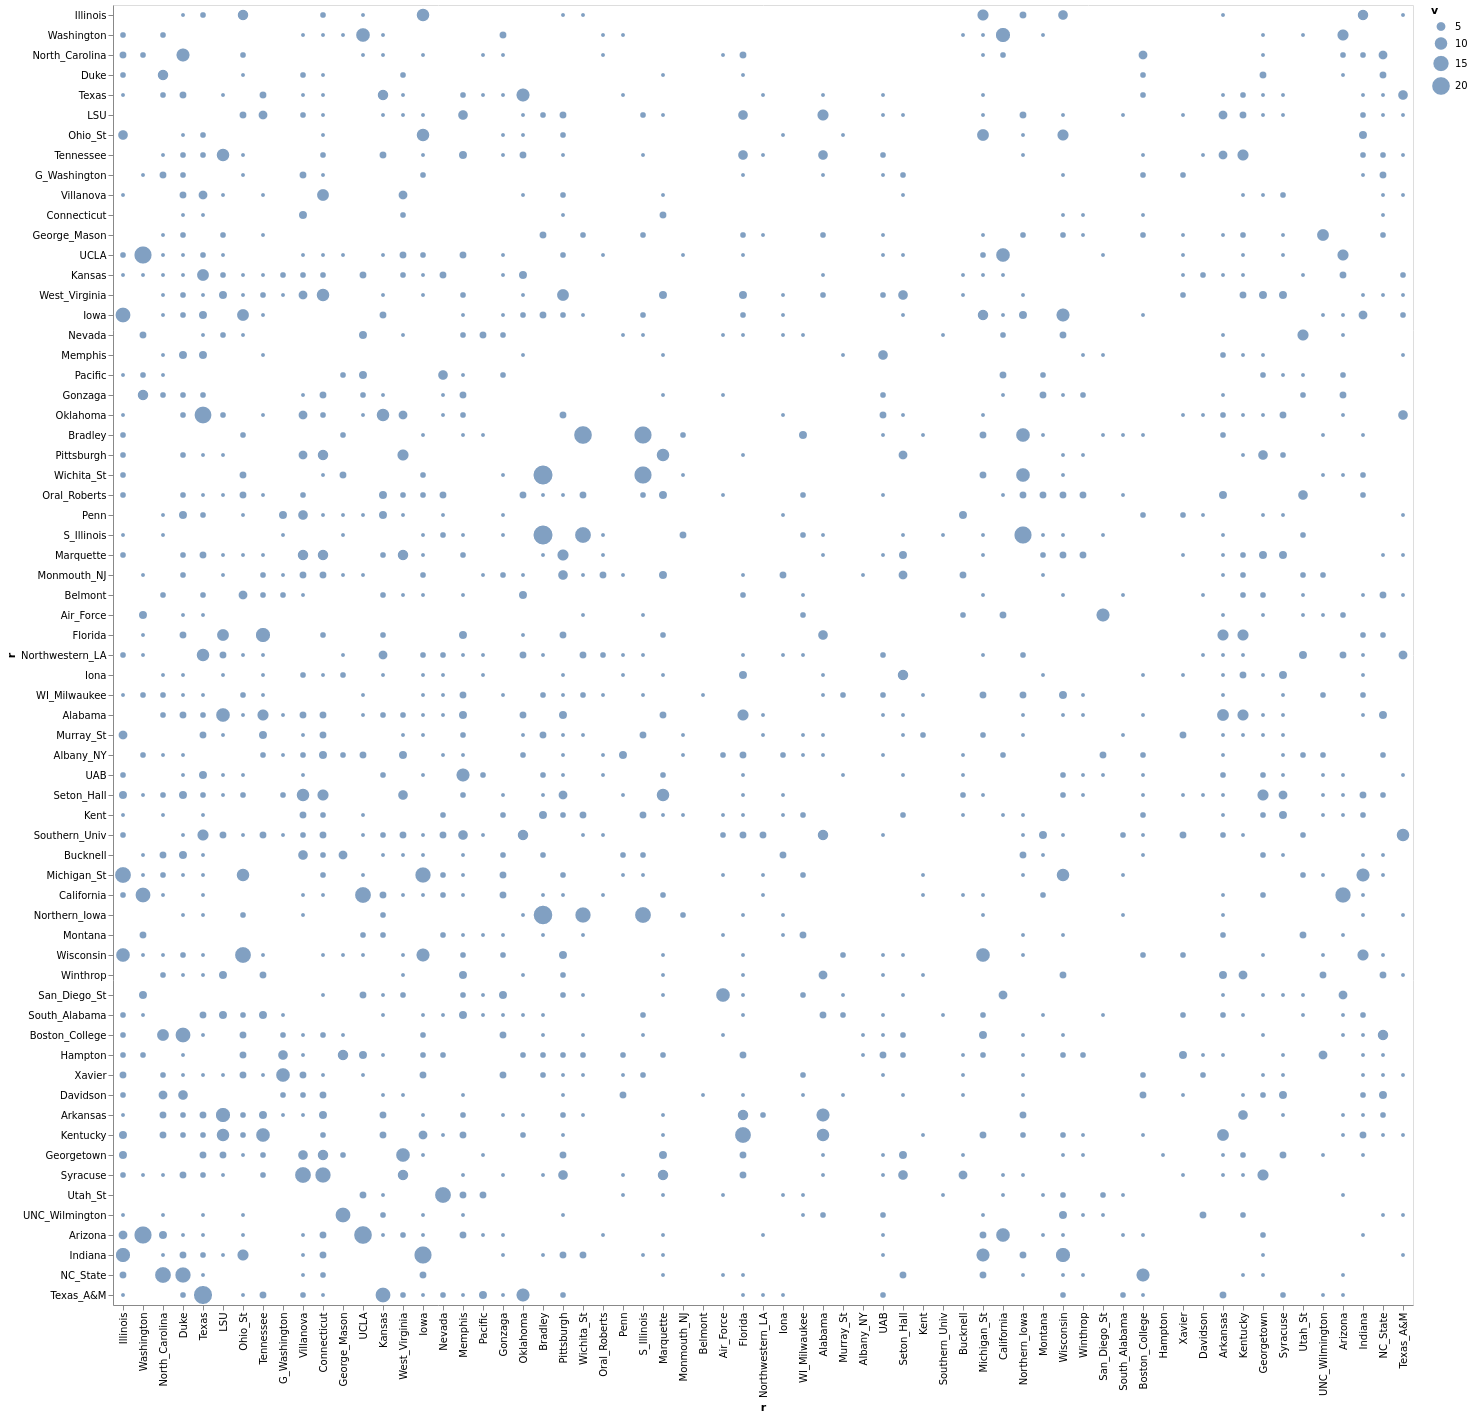 v
5
10
15
20
r
Illinois
Washington
North_Carolina
Duke
Texas
LSU
Ohio_St
Tennessee
G_Washington
Villanova
Connecticut
George_Mason
UCLA
Kansas
West_Virginia
Iowa
Nevada
Memphis
Pacific
Gonzaga
Oklahoma
Bradley
Pittsburgh
Wichita_St
Oral_Roberts
Penn
S_Illinois
Marquette
Monmouth_NJ
Belmont
Air_Force
Florida
Northwestern_LA
Iona
WI_Milwaukee
Alabama
Murray_St
Albany_NY
UAB
Seton_Hall
Kent
Southern_Univ
Bucknell
Michigan_St
California
Northern_Iowa
Montana
Wisconsin
Winthrop
San_Diego_St
South_Alabama
Boston_College
Hampton
Xavier
Davidson
Arkansas
Kentucky
Georgetown
Syracuse
Utah_St
UNC_Wilmington
Arizona
Indiana
NC_State
Texas_A&M
Illinois
Washington
North_Carolina
Duke
Texas
LSU
Ohio_St
Tennessee
G_Washington
Villanova
Connecticut
George_Mason
UCLA
Kansas
West_Virginia
Iowa
Nevada
Memphis
Pacific
Gonzaga
Oklahoma
Bradley
Pittsburgh
Wichita_St
Oral_Roberts
Penn
S_Illinois
Marquette
Monmouth_NJ
Belmont
Air_Force
Florida
Northwestern_LA
Iona
WI_Milwaukee
Alabama
Murray_St
Albany_NY
UAB
Seton_Hall
Kent
Southern_Univ
Bucknell
Michigan_St
California
Northern_Iowa
Montana
Wisconsin
Winthrop
San_Diego_St
South_Alabama
Boston_College
Hampton
Xavier
Davidson
Arkansas
Kentucky
Georgetown
Syracuse
Utah_St
UNC_Wilmington
Arizona
Indiana
NC_State
Texas_A&M
r